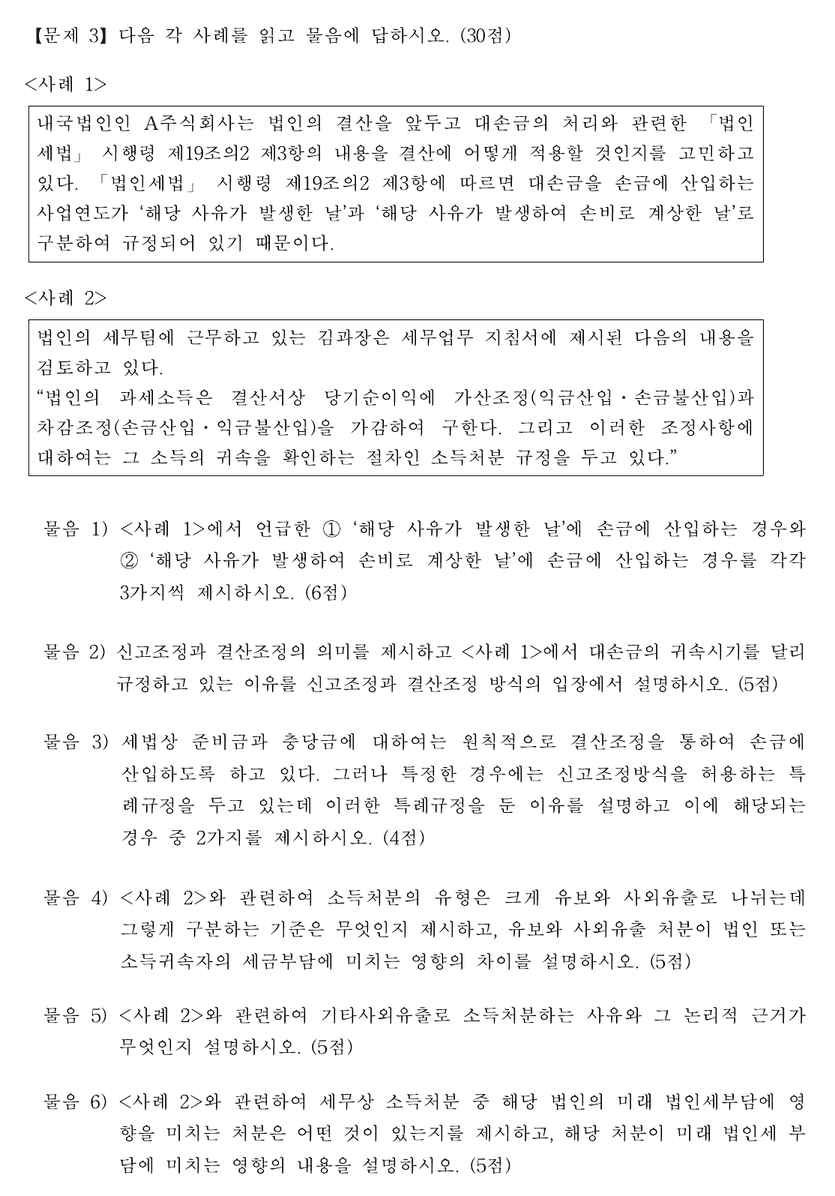 【문제 3】 다음 각 사례를 읽고 물음에 답하시오. (30점)
<사례 1>
내국법인인 A주식회사는 법인의 결산을 앞두고 대손금의 처리와 관련한 「법인
세법」 시행령 제19조의2 제3항의 내용을 결산에 어떻게 적용할 것인지를 고민하고
있다. 「법인세법」 시행령 제19조의2 제3항에 따르면 대손금을 손금에 산입하는
사업연도가 ‘해당 사유가 발생한 날’과 ‘해당 사유가 발생하여 손비로 계상한 날’로
구분하여 규정되어 있기 때문이다.
<사례 2>
법인의 세무팀에 근무하고 있는 김과장은 세무업무 지침서에 제시된 다음의 내용을
검토하고 있다.
“법인의 과세소득은 결산서상 당기순이익에 가산조정(익금산입・손금불산입)과
차감조정(손금산입・익금불산입)을 가감하여 구한다. 그리고 이러한 조정사항에
대하여는 그 소득의 귀속을 확인하는 절차인 소득처분 규정을 두고 있다.”
물음 1) <사례 1>에서 언급한 ① ‘해당 사유가 발생한 날’에 손금에 산입하는 경우와
② ‘해당 사유가 발생하여 손비로 계상한 날’에 손금에 산입하는 경우를 각각
3가지씩 제시하시오. (6점)
물음 2) 신고조정과 결산조정의 의미를 제시하고 <사례 1>에서 대손금의 귀속시기를 달리
규정하고 있는 이유를 신고조정과 결산조정 방식의 입장에서 설명하시오. (5점)
물음 3) 세법상 준비금과 충당금에 대하여는 원칙적으로 결산조정을 통하여 손금에
산입하도록 하고 있다. 그러나 특정한 경우에는 신고조정방식을 허용하는 특
례규정을 두고 있는데 이러한 특례규정을 둔 이유를 설명하고 이에 해당되는
경우 중 2가지를 제시하시오. (4점)
물음 4) <사례 2>와 관련하여 소득처분의 유형은 크게 유보와 사외유출로 나뉘는데
그렇게 구분하는 기준은 무엇인지 제시하고, 유보와 사외유출 처분이 법인 또는
소득귀속자의 세금부담에 미치는 영향의 차이를 설명하시오. (5점)
물음 5) <사례 2>와 관련하여 기타사외유출로 소득처분하는 사유와 그 논리적 근거가
무엇인지 설명하시오. (5점)
물음 6) <사례 2>와 관련하여 세무상 소득처분 중 해당 법인의 미래 법인세부담에 영
향을 미치는 처분은 어떤 것이 있는지를 제시하고, 해당 처분이 미래 법인세 부
담에 미치는 영향의 내용을 설명하시오. (5점)